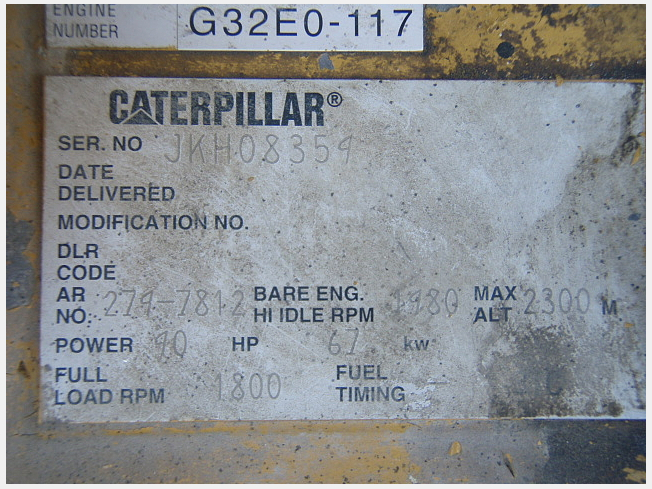 ENGINE
NUMBER G32E0-117
CATERPILLAR®
SER. NO JKH08359
DATE
DELIVERED
MODIFICATION NO.
DLR
CODE
AR
NO. 279-7812 BARE ENG.
HI IDLE RPM 1980 MAX
ALT 2300 M
POWER 90 HP 67 kw
FULL
LOAD RPM 1800 FUEL
TIMING